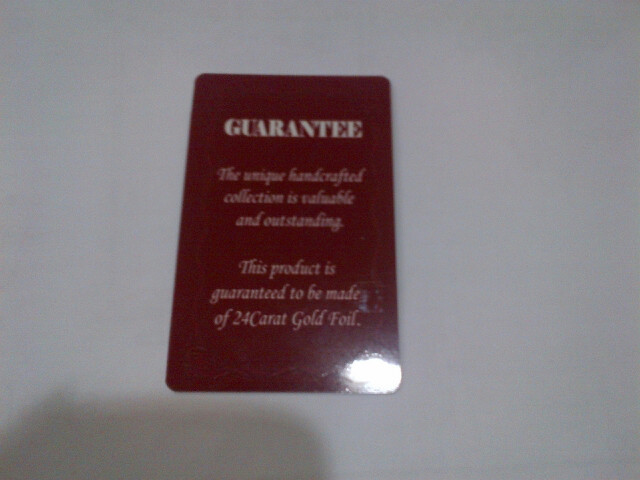 GUARANTEE
The unique handcrafted
collection is valuable
and outstanding.
This product is
guaranteed to be made
of 24Carat Gold Foil.